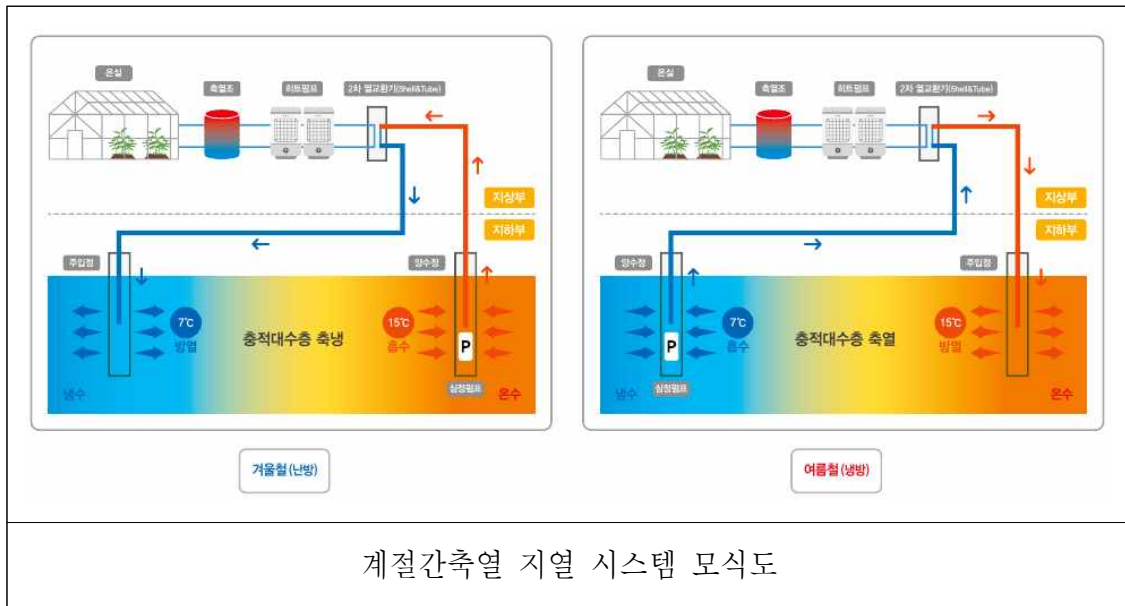 온실
축열조
히트펌프
2차 열교환기(Shell&Tube)
지상부
지하부
주입정
양수정
7℃
방열
충적대수층 축냉
15℃
흡수
P
냉수
심정펌프
온수
겨울철(난방)
온실
축열조
히트펌프
2차 열교환기(Shell&Tube)
지상부
지하부
양수정
주입정
P
7℃
흡수
충적대수층 축열
15℃
방열
냉수
심정펌프
온수
여름철(냉방)
계절간축열 지열 시스템 모식도